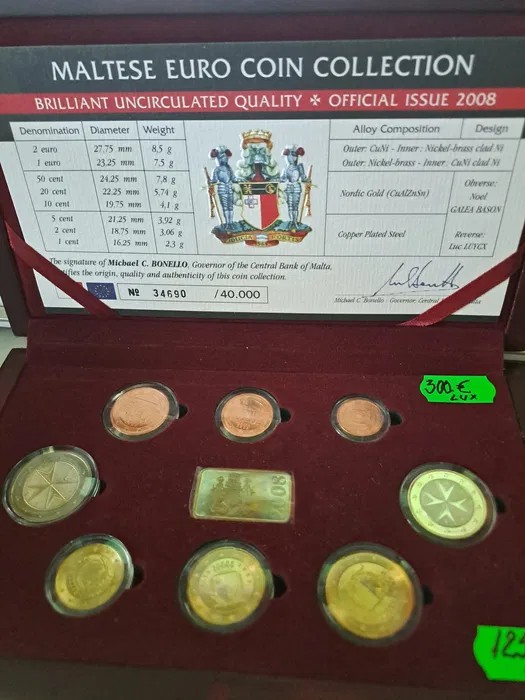 MALTESE EURO COIN COLLECTION
BRILLIANT UNCIRCULATED QUALITY ✠ OFFICIAL ISSUE 2008
Denomination Diameter Weight Alloy Composition Design
2 euro 27.75 mm 8,5 g Outer: CuNi - Inner: Nickel-brass clad Ni
1 euro 23,25 mm 7.5 g Outer: Nickel-brass - Inner: CuNi clad Ni
50 cent 24.25 mm 7,8 g
20 cent 22.25 mm 5,74 g Nordic Gold (CuAlZnSn)
10 cent 19.75 mm 4,1 g
Obverse:
Noel
GALEA BASON
5 cent 21,25 mm 3,92 g
2 cent 18.75 mm 3,06 g Copper Plated Steel
1 cent 16,25 mm 2,3 g
Reverse:
Luc LUYCX
The signature of Michael C. BONELLO, Governor of the Central Bank of Malta,
the origin, quality and authenticity of this coin collection.
Nº 34690 /40.000
Michael C. Bonello - Governor, Central
300 €
LUX
2008